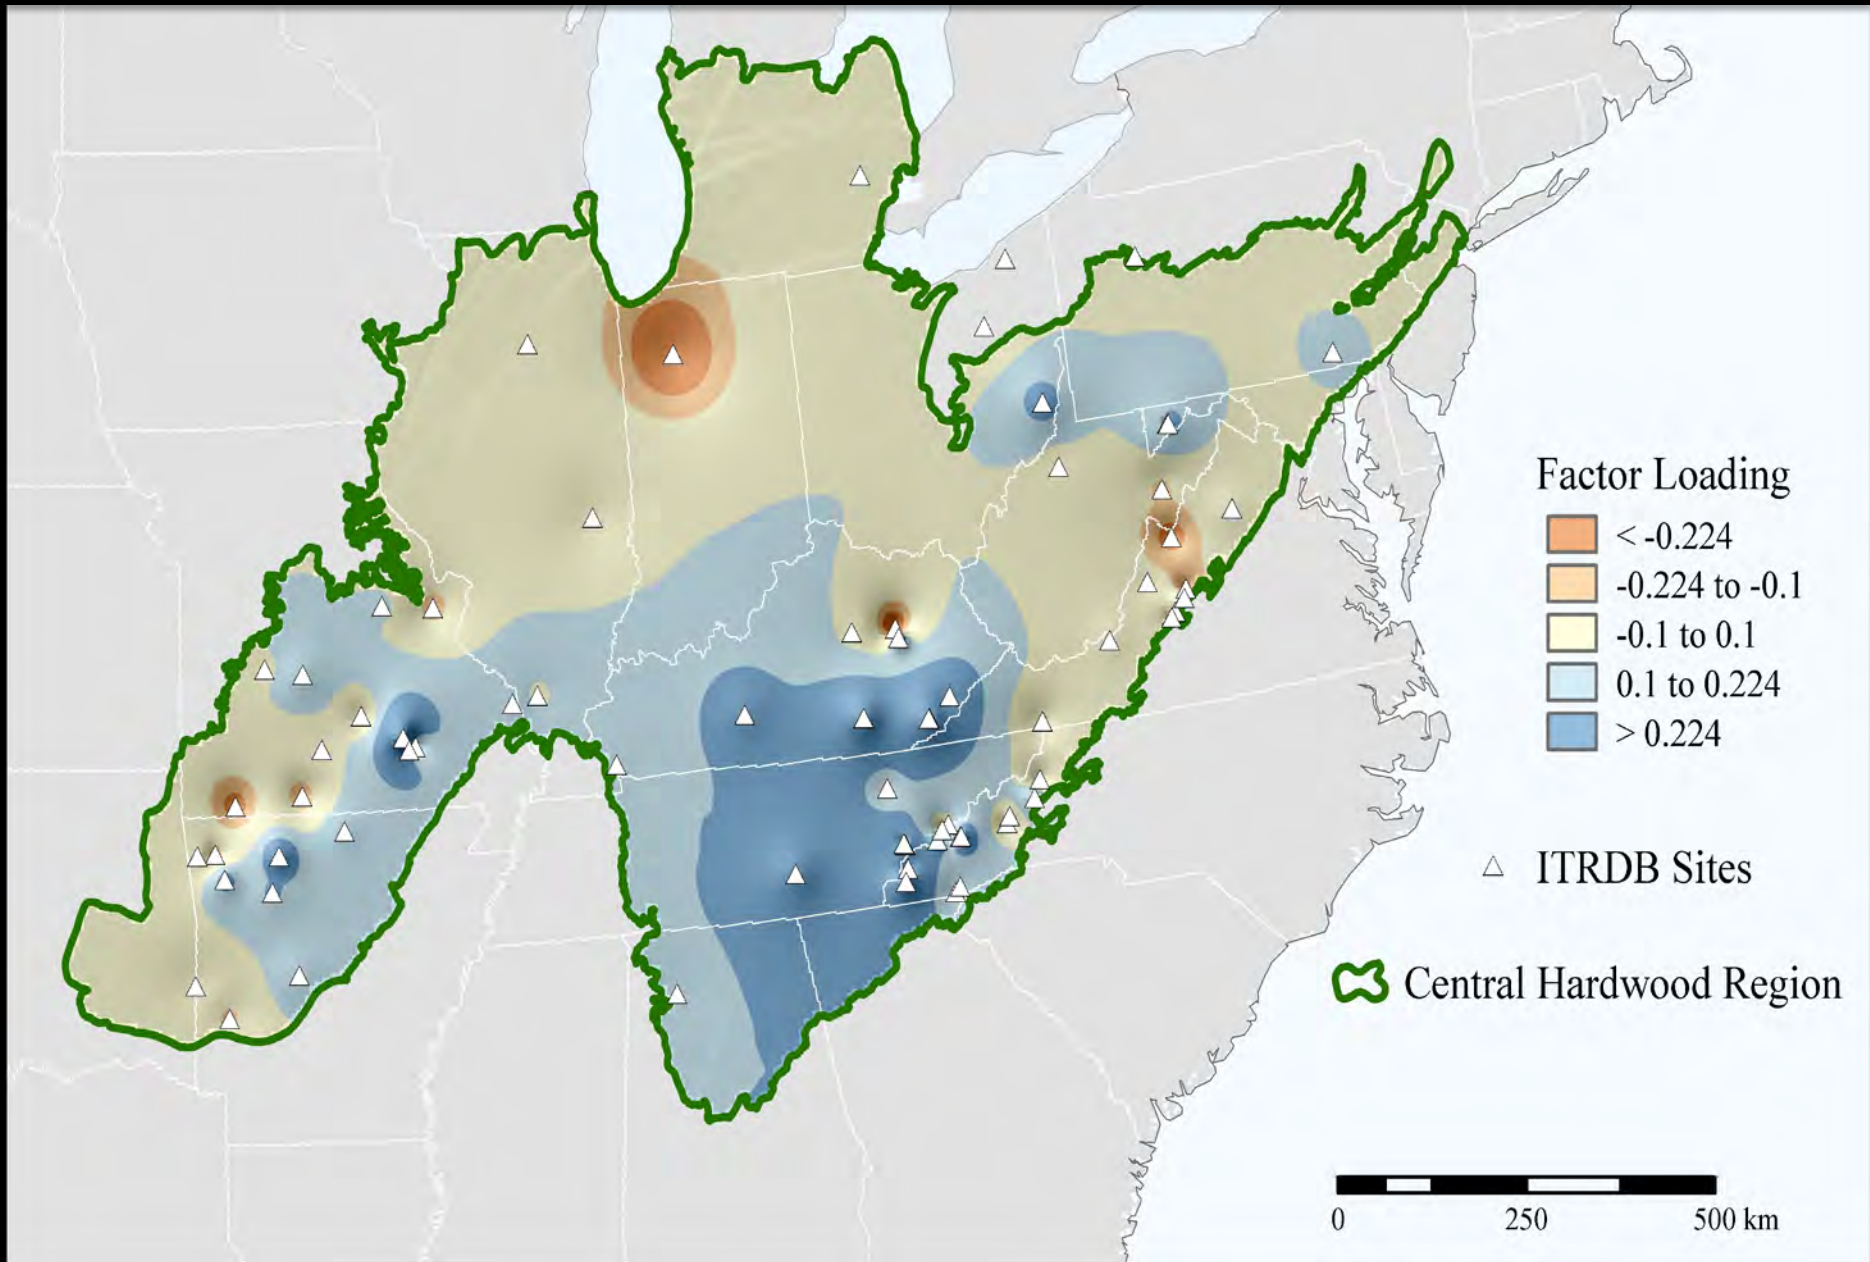 Factor Loading
< -0.224
-0.224 to -0.1
-0.1 to 0.1
0.1 to 0.224
> 0.224
ITRDB Sites
Central Hardwood Region
0 250 500 km